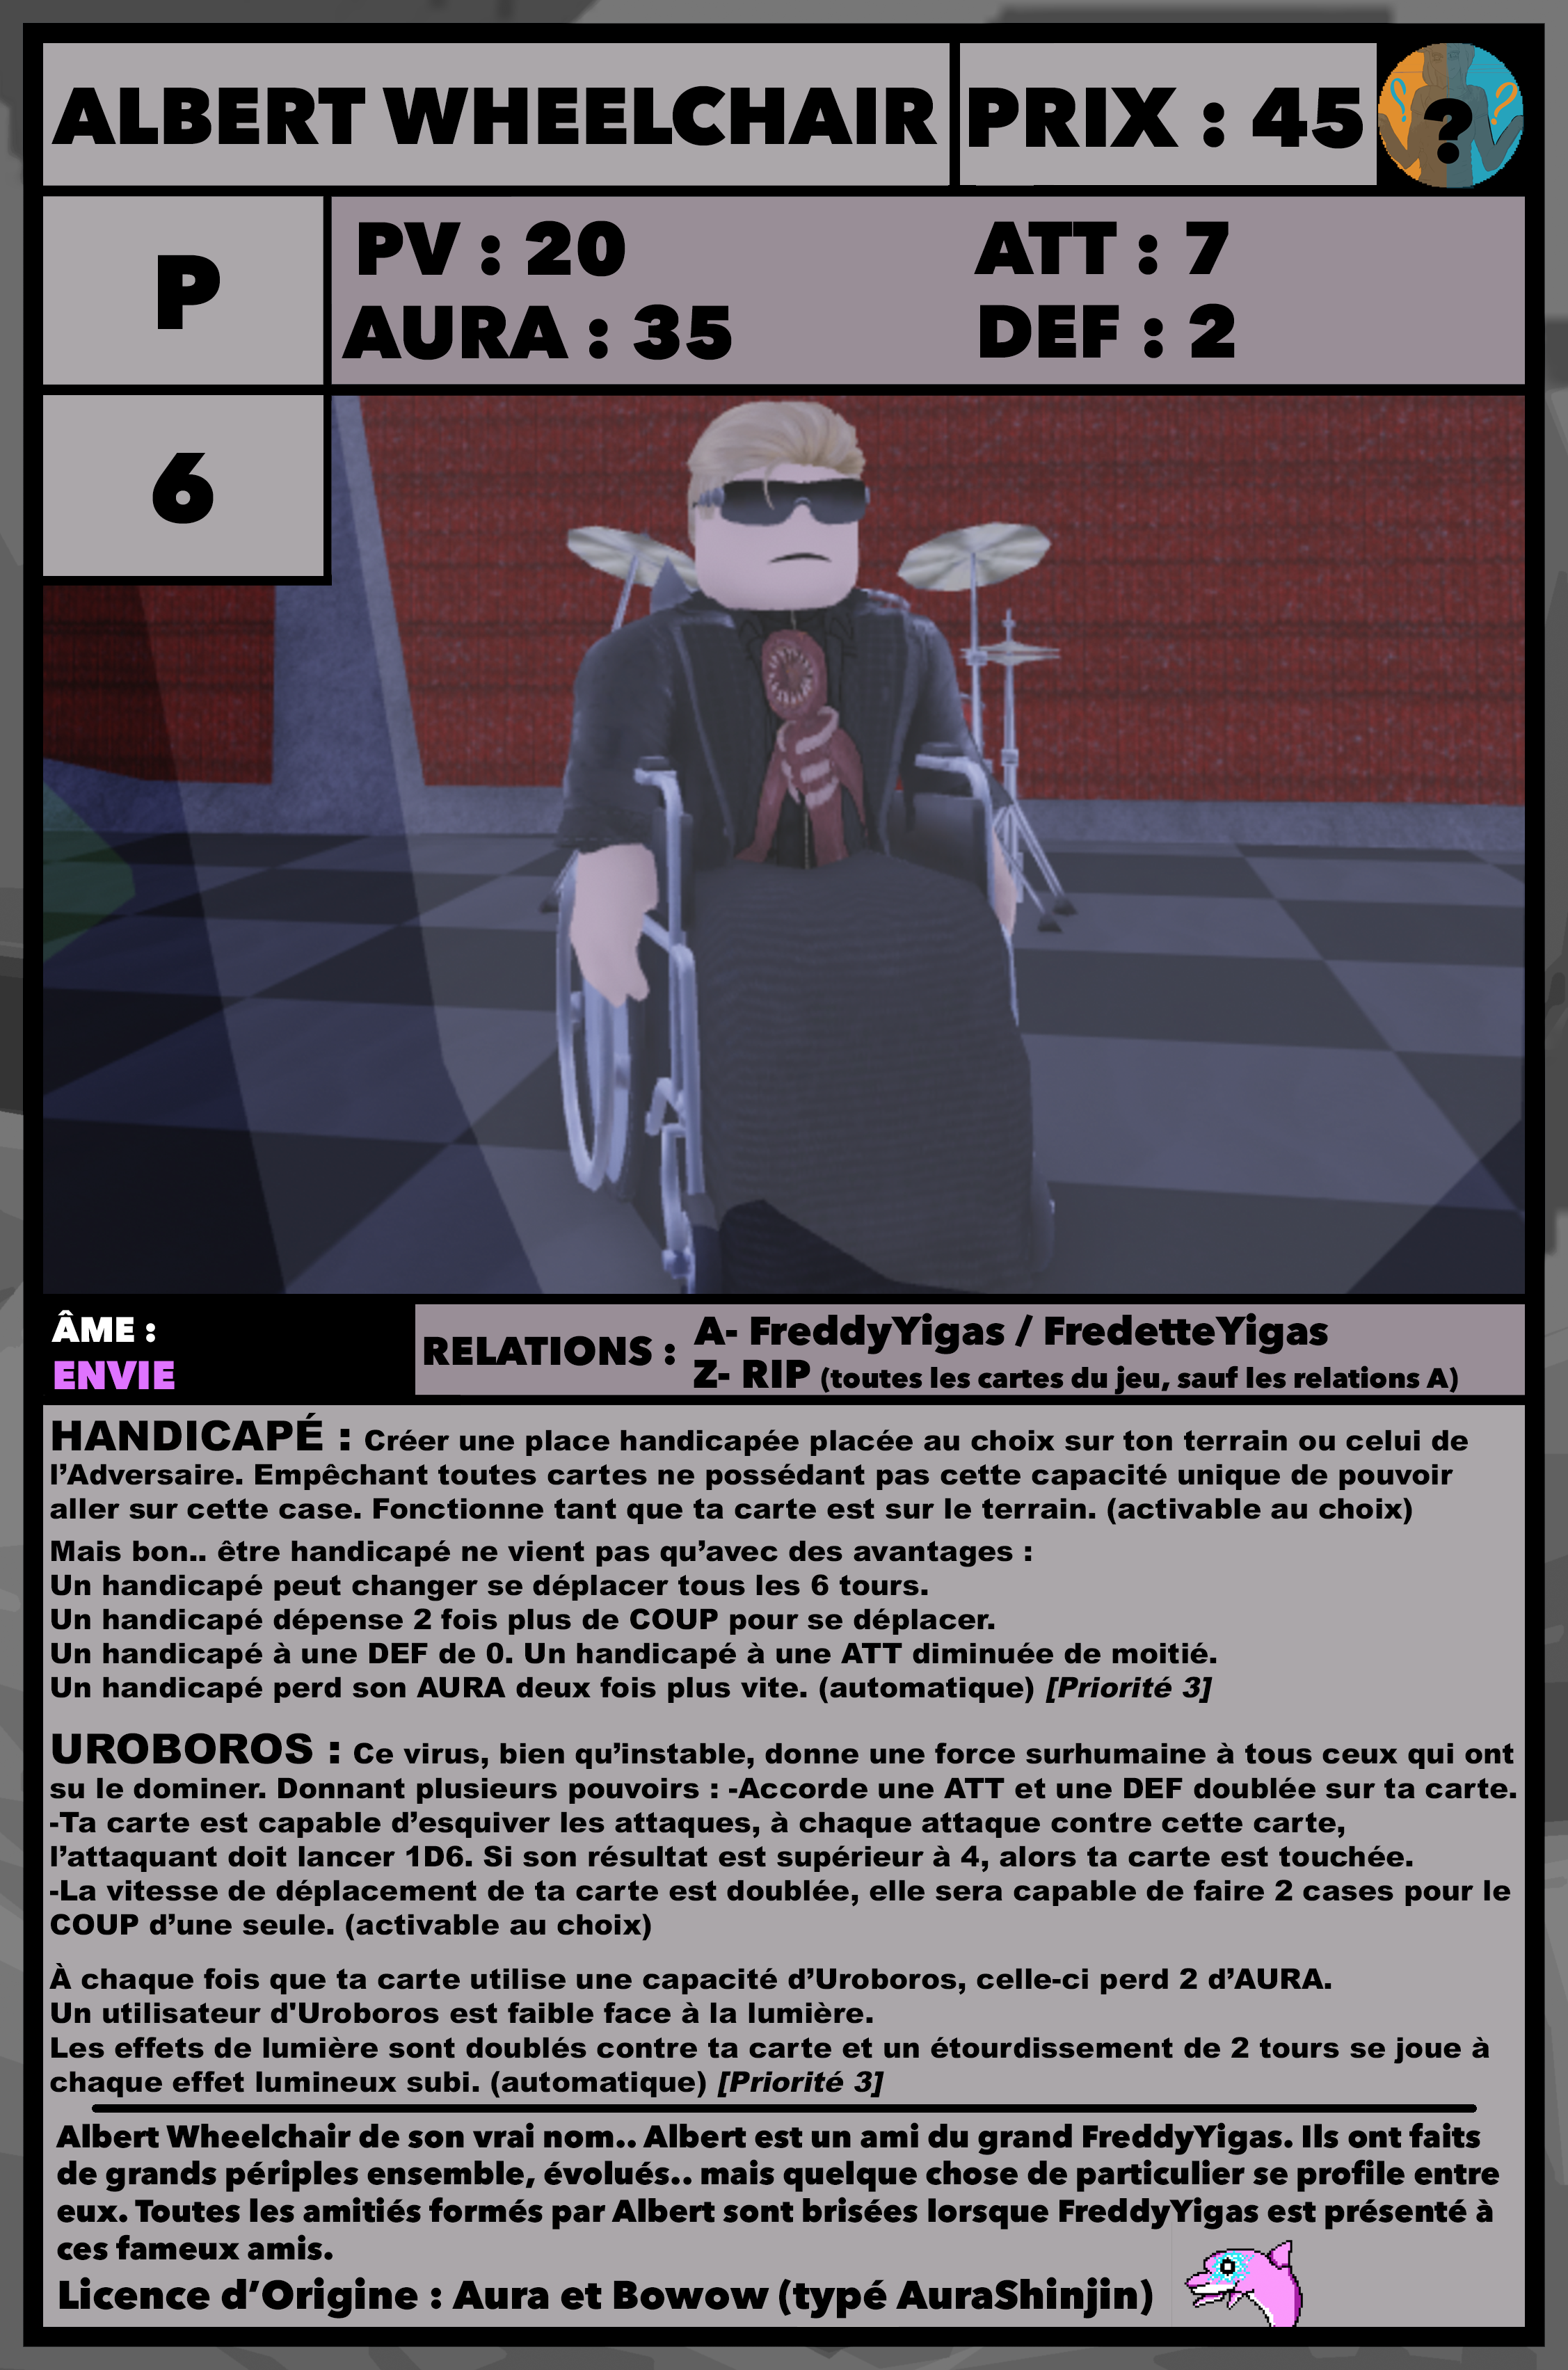 ALBERT WHEELCHAIR
PRIX : 45
?
P
PV : 20
ATT : 7
AURA : 35
DEF : 2
6
ÂME :
ENVIE
RELATIONS :
A- FreddyYigas / FredetteYigas
Z- RIP (toutes les cartes du jeu, sauf les relations A)
HANDICAPÉ : Créer une place handicapée placée au choix sur ton terrain ou celui de
l’Adversaire. Empêchant toutes cartes ne possédant pas cette capacité unique de pouvoir
aller sur cette case. Fonctionne tant que ta carte est sur le terrain. (activable au choix)
Mais bon.. être handicapé ne vient pas qu’avec des avantages :
Un handicapé peut changer se déplacer tous les 6 tours.
Un handicapé dépense 2 fois plus de COUP pour se déplacer.
Un handicapé à une DEF de 0. Un handicapé à une ATT diminuée de moitié.
Un handicapé perd son AURA deux fois plus vite. (automatique) [Priorité 3]
UROBOROS : Ce virus, bien qu’instable, donne une force surhumaine à tous ceux qui ont
su le dominer. Donnant plusieurs pouvoirs : -Accorde une ATT et une DEF doublée sur ta carte.
-Ta carte est capable d’esquiver les attaques, à chaque attaque contre cette carte,
l’attaquant doit lancer 1D6. Si son résultat est supérieur à 4, alors ta carte est touchée.
-La vitesse de déplacement de ta carte est doublée, elle sera capable de faire 2 cases pour le
COUP d’une seule. (activable au choix)
À chaque fois que ta carte utilise une capacité d’Uroboros, celle-ci perd 2 d’AURA.
Un utilisateur d'Uroboros est faible face à la lumière.
Les effets de lumière sont doublés contre ta carte et un étourdissement de 2 tours se joue à
chaque effet lumineux subi. (automatique) [Priorité 3]
Albert Wheelchair de son vrai nom.. Albert est un ami du grand FreddyYigas. Ils ont faits
de grands périples ensemble, évolués.. mais quelque chose de particulier se profile entre
eux. Toutes les amitiés formés par Albert sont brisées lorsque FreddyYigas est présenté à
ces fameux amis.
Licence d’Origine : Aura et Bowow (typé AuraShinjin)